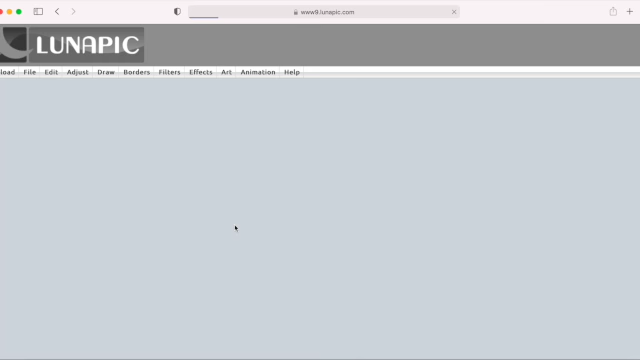 www9.lunapic.com
LUNAPIC
load File Edit Adjust Draw Borders Filters Effects Art Animation Help